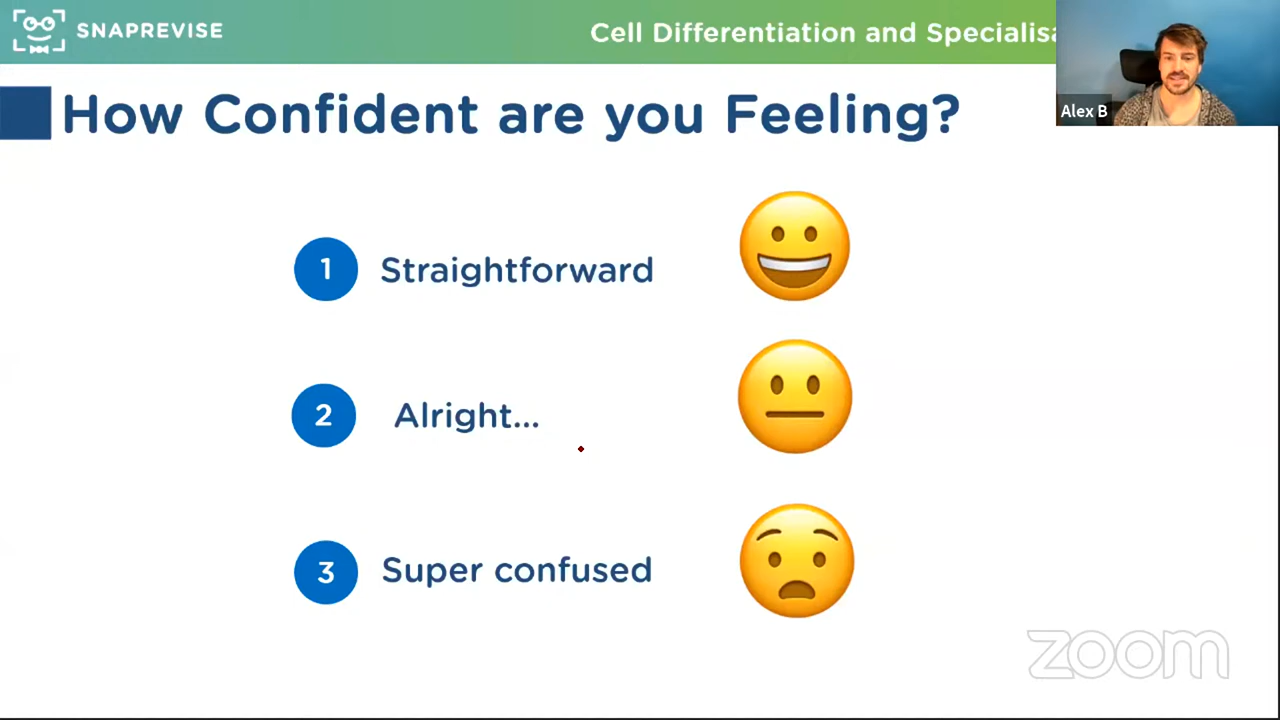 SNAPREVISE
Cell Differentiation and Specialisa
Alex B
How Confident are you Feeling?
1 Straightforward
2 Alright...
3 Super confused
zoom